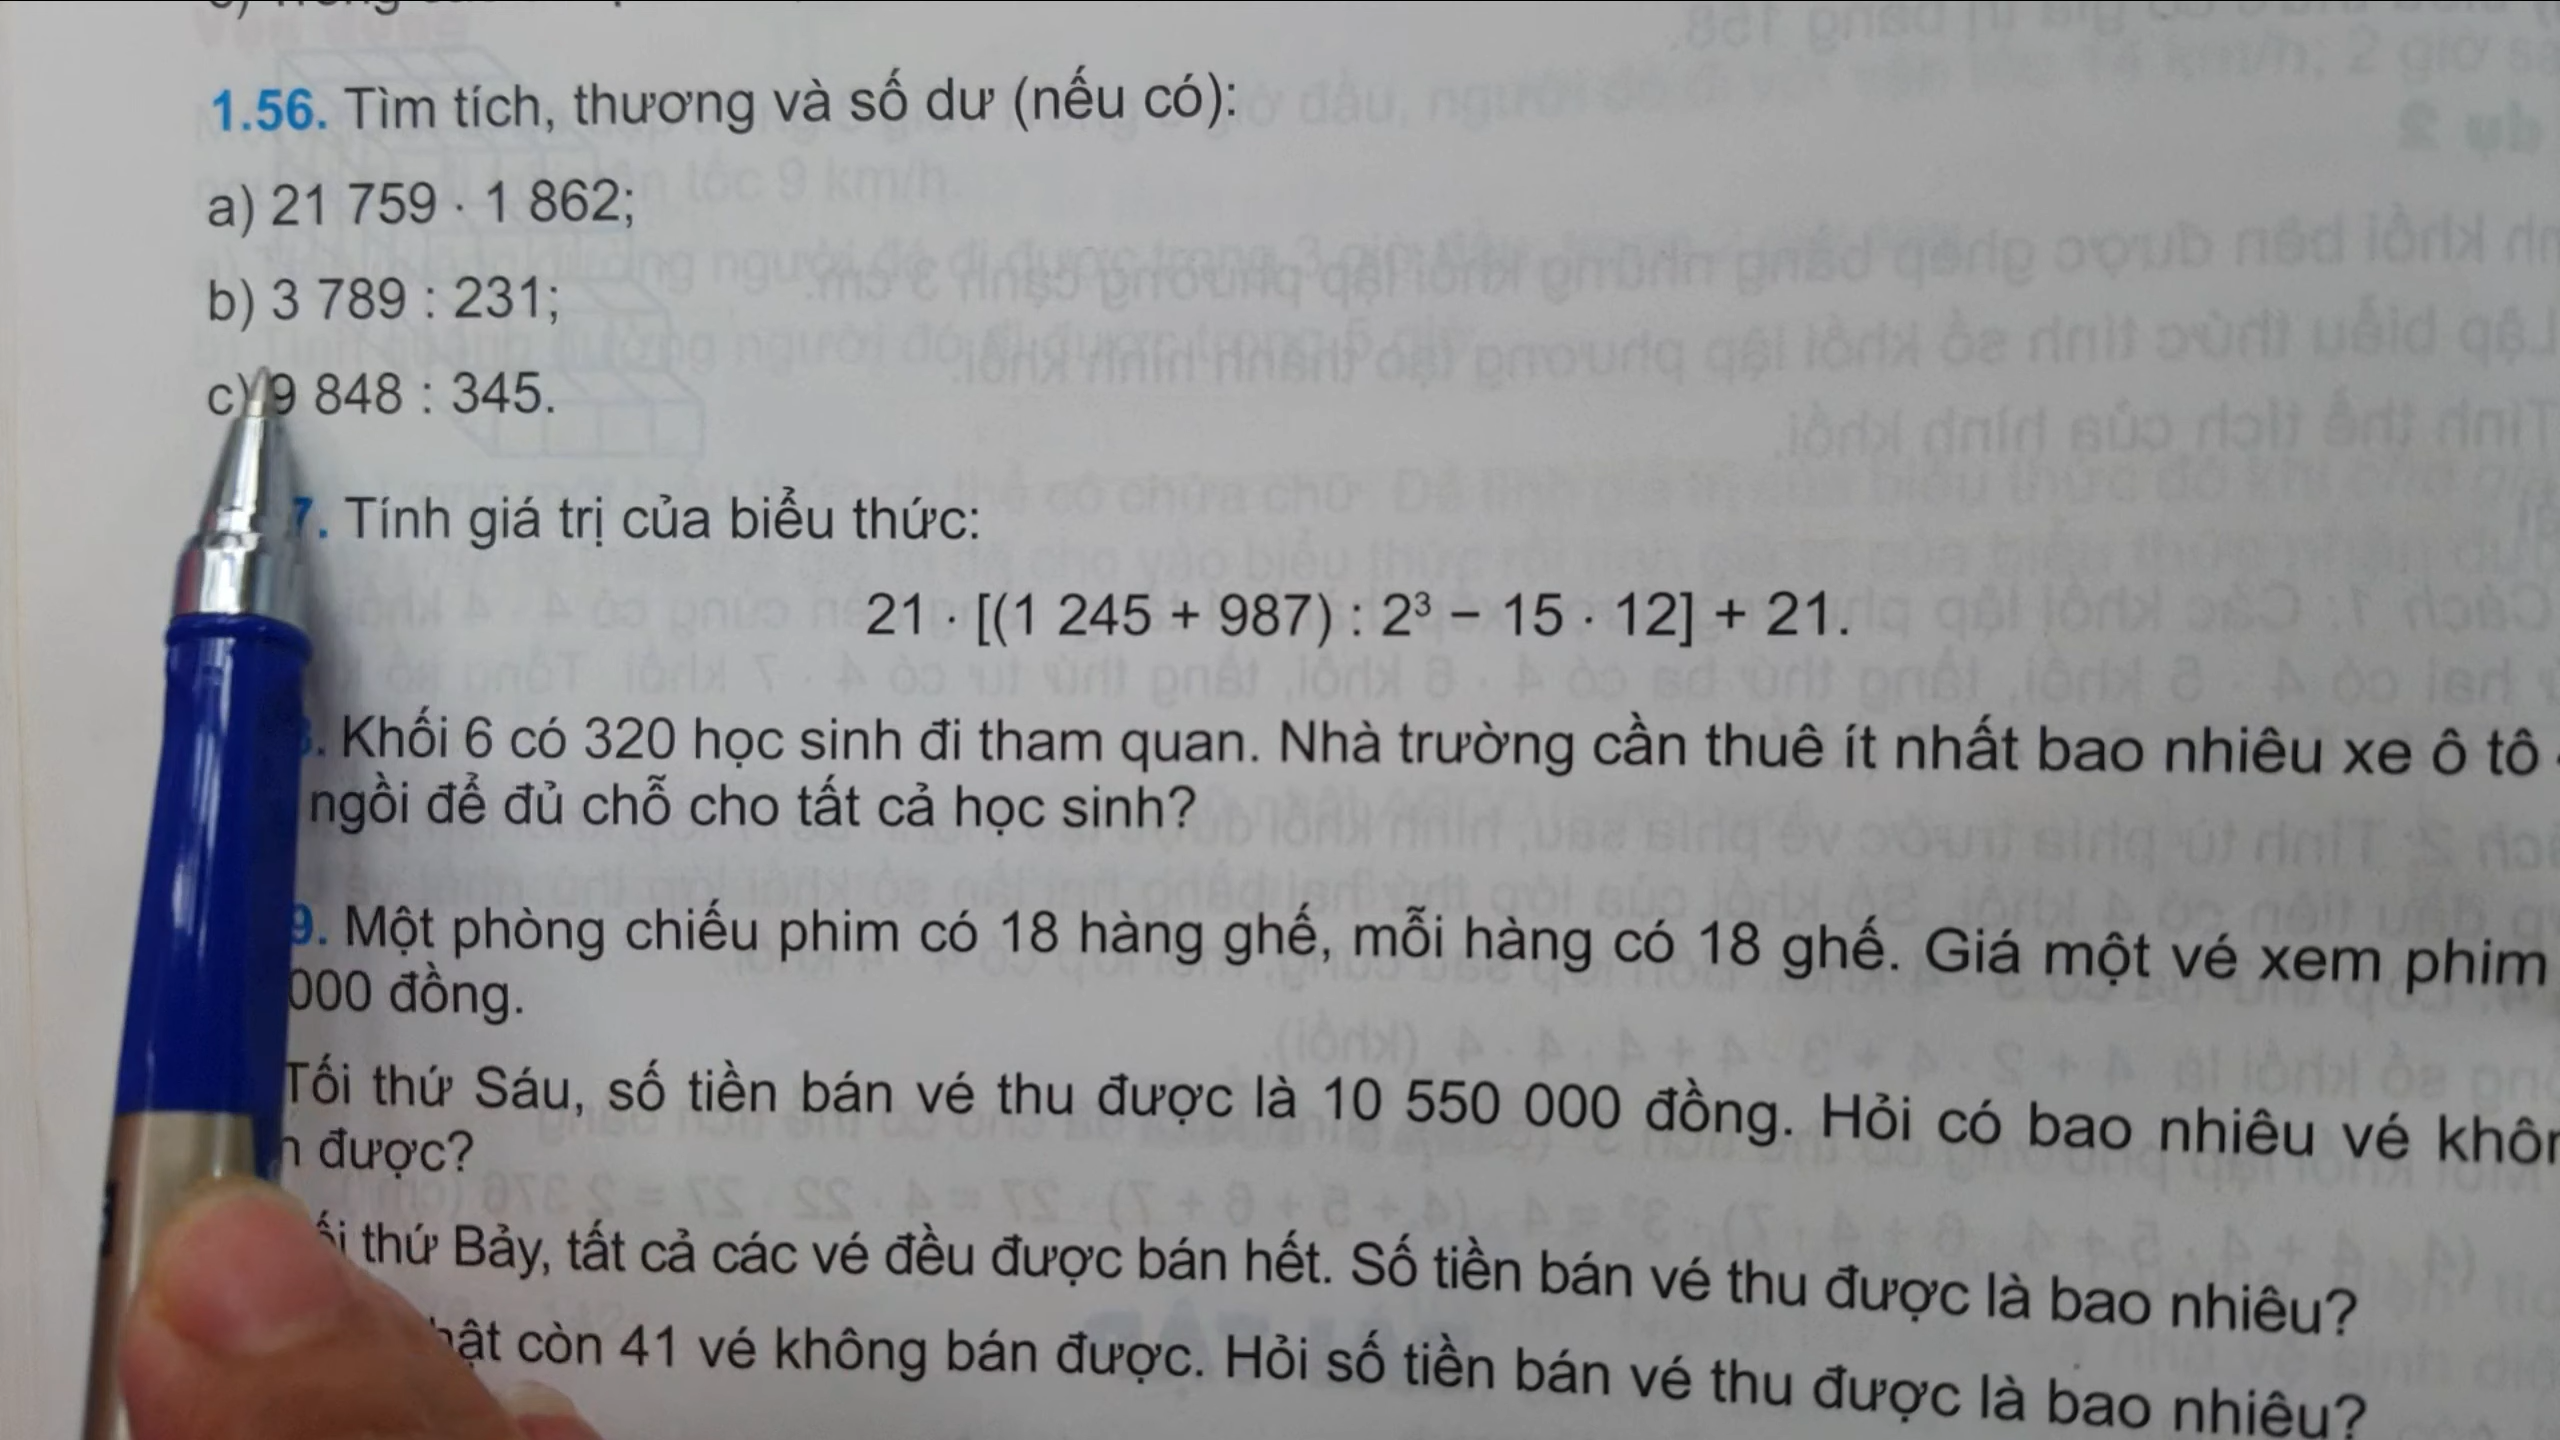 1.56. Tìm tích, thương và số dư (nếu có):
a) 21 759 · 1 862;
b) 3 789 : 231;
c) 9 848 : 345.
7. Tính giá trị của biểu thức:
21 · [(1 245 + 987) : 2³ − 15 · 12] + 21.
. Khối 6 có 320 học sinh đi tham quan. Nhà trường cần thuê ít nhất bao nhiêu xe ô tô
ngồi để đủ chỗ cho tất cả học sinh?
9. Một phòng chiếu phim có 18 hàng ghế, mỗi hàng có 18 ghế. Giá một vé xem phim
000 đồng.
Tối thứ Sáu, số tiền bán vé thu được là 10 550 000 đồng. Hỏi có bao nhiêu vé
được?
thứ Bảy, tất cả các vé đều được bán hết. Số tiền bán vé thu được là bao nhiêu?
còn 41 vé không bán được. Hỏi số tiền bán vé thu được là bao nhiêu?